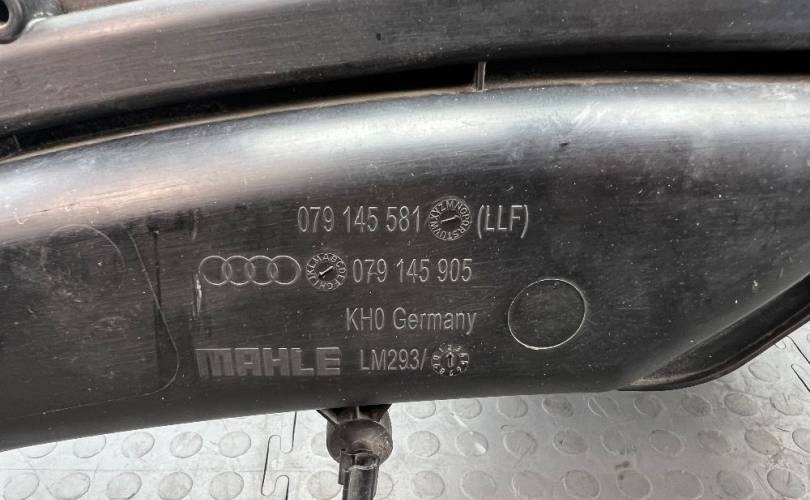 079 145 581 (LLF)
079 145 905
KH0 Germany
MAHLE LM293/